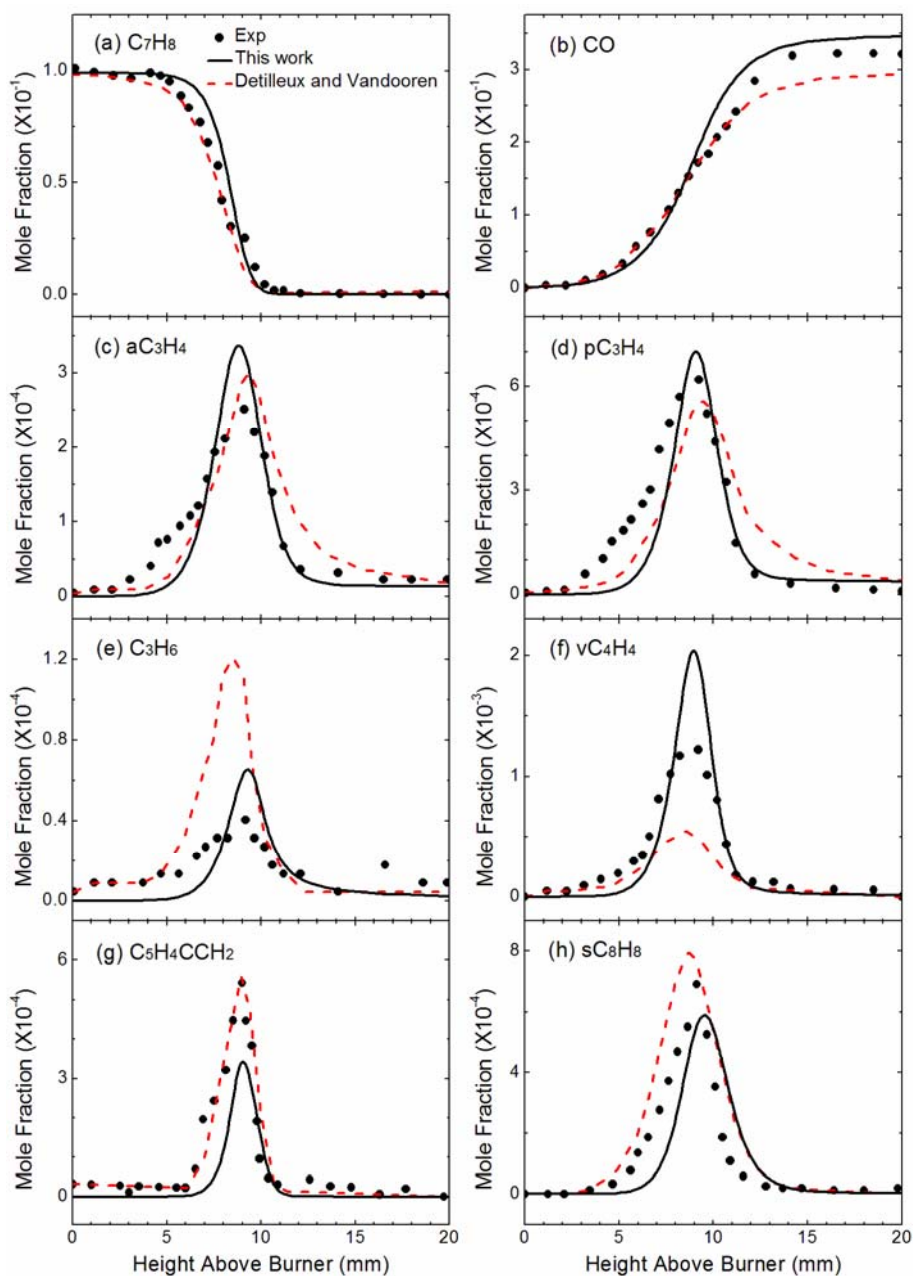 (a) C₇H₈
Exp
This work
Detilleux and Vandooren
1.0
0.5
0.0
Mole Fraction (X10⁻¹)
(b) CO
3
2
1
0
Mole Fraction (X10⁻¹)
(c) aC₃H₄
3
2
1
0
Mole Fraction (X10⁻⁴)
(d) pC₃H₄
6
3
0
Mole Fraction (X10⁻⁴)
(e) C₃H₆
1.2
0.8
0.4
0.0
Mole Fraction (X10⁻⁴)
(f) vC₄H₄
2
1
0
Mole Fraction (X10⁻³)
(g) C₅H₄CCH₂
6
3
0
Mole Fraction (X10⁻⁴)
0 5 10 15 20
Height Above Burner (mm)
(h) sC₈H₈
8
4
0
Mole Fraction (X10⁻⁴)
0 5 10 15 20
Height Above Burner (mm)